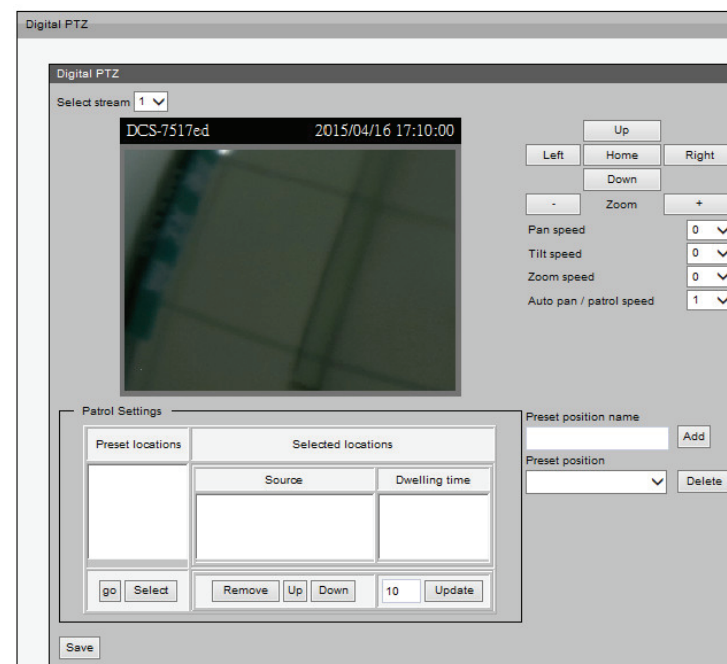 Digital PTZ
Digital PTZ
Select stream 1
DCS-7517ed 2015/04/16 17:10:00
Up
Left Home Right
Down
- Zoom +
Pan speed 0
Tilt speed 0
Zoom speed 0
Auto pan / patrol speed 1
Patrol Settings
Preset locations Selected locations
Source Dwelling time
go Select Remove Up Down 10 Update
Preset position name
Add
Preset position
Delete
Save